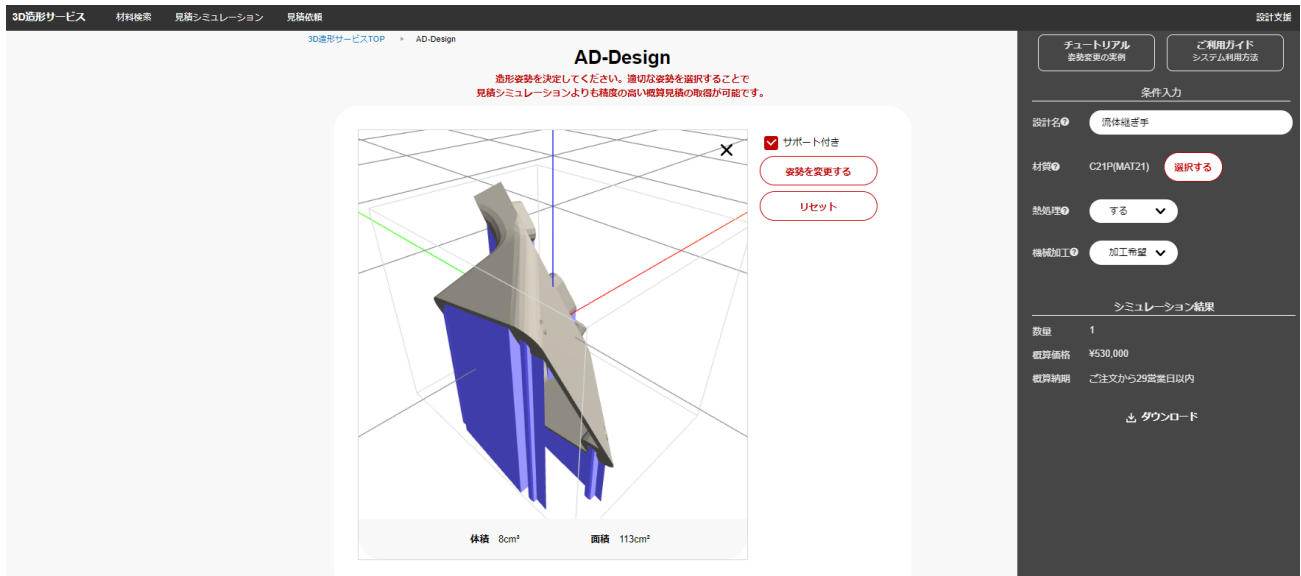 3D造形サービス 材料検索 見積シミュレーション 見積依頼 設計支援
3D造形サービスTOP > AD-Design
AD-Design
造形姿勢を決定してください。適切な姿勢を選択することで
見積シミュレーションよりも精度の高い概算見積の取得が可能です。
サポート付き
姿勢を変更する
リセット
体積 8cm³ 面積 113cm²
チュートリアル
姿勢変更の実例
ご利用ガイド
システム利用方法
条件入力
設計名? 流体継ぎ手
材質? C21P(MAT21) 選択する
熱処理? する
機械加工? 加工希望
シミュレーション結果
数量 1
概算価格 ¥530,000
概算納期 ご注文から29営業日以内
ダウンロード